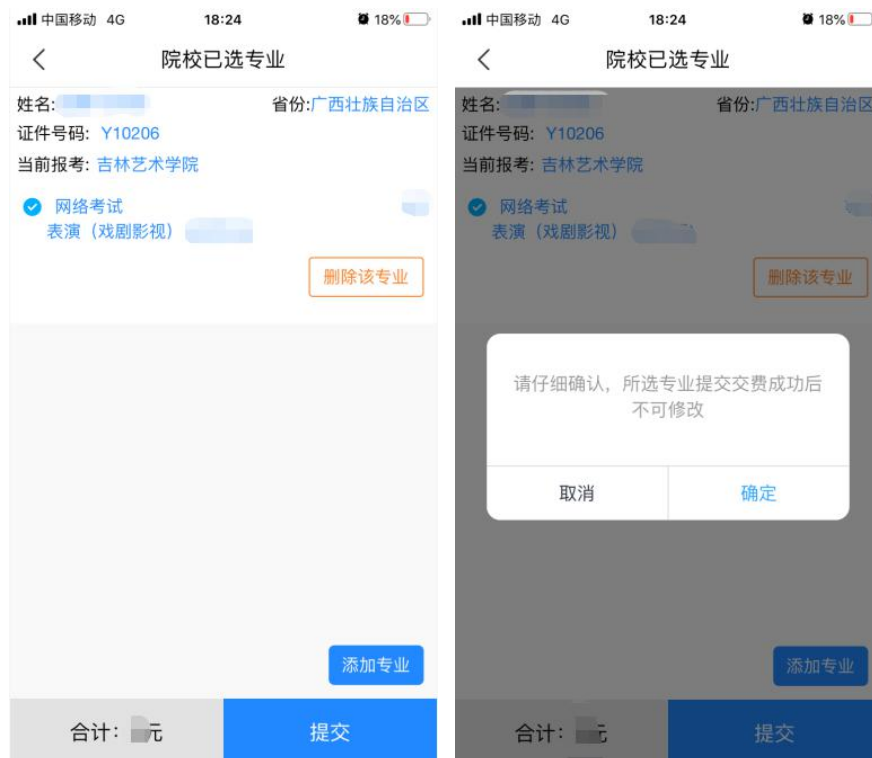 中国移动 4G 18:24 18%
院校已选专业
姓名: 省份:广西壮族自治区
证件号码: Y10206
当前报考: 吉林艺术学院
网络考试
表演（戏剧影视）
删除该专业
添加专业
合计： 元 提交
中国移动 4G 18:24 18%
院校已选专业
姓名: 省份:广西壮族自治区
证件号码: Y10206
当前报考: 吉林艺术学院
网络考试
表演（戏剧影视）
删除该专业
请仔细确认，所选专业提交交费成功后
不可修改
取消 确定
添加专业
合计： 元 提交